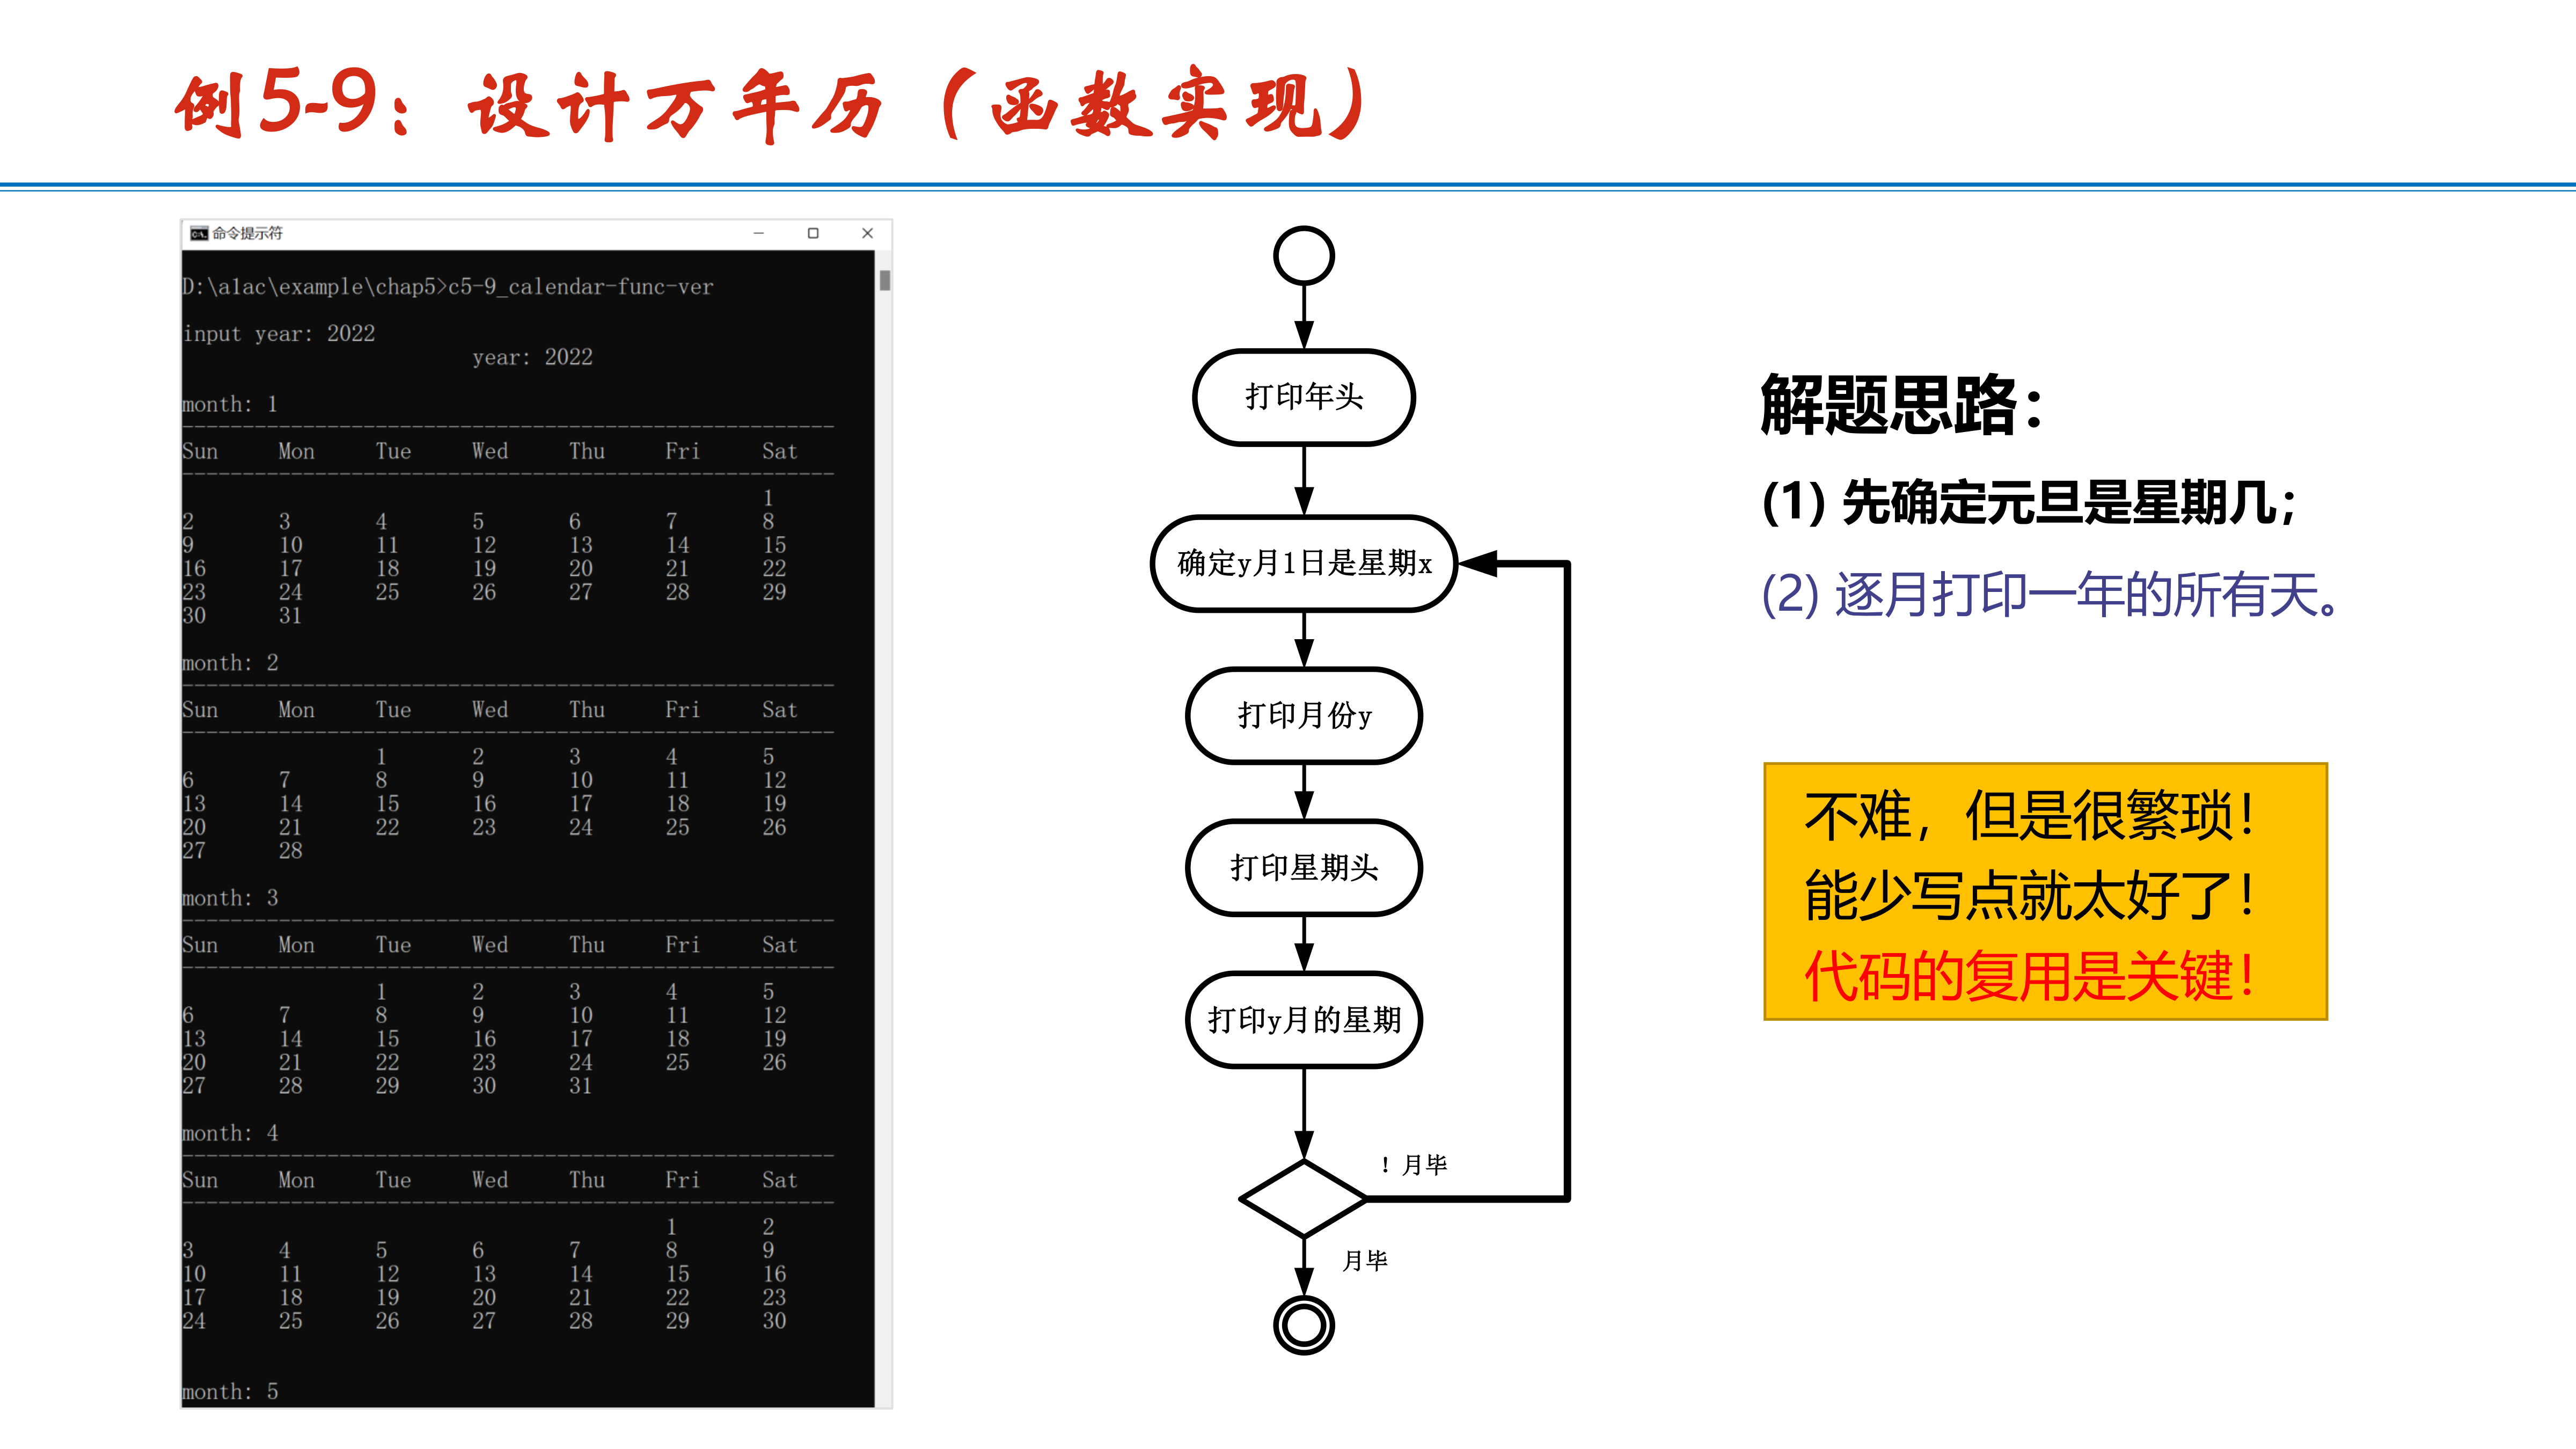 例5-9：设计万年历（函数实现）
命令提示符
D:\a1ac\example\chap5>c5-9_calendar-func-ver
input year: 2022
year: 2022
month: 1
---------------------------------------------------------
Sun Mon Tue Wed Thu Fri Sat
---------------------------------------------------------
1
2 3 4 5 6 7 8
9 10 11 12 13 14 15
16 17 18 19 20 21 22
23 24 25 26 27 28 29
30 31
month: 2
---------------------------------------------------------
Sun Mon Tue Wed Thu Fri Sat
---------------------------------------------------------
1 2 3 4 5
6 7 8 9 10 11 12
13 14 15 16 17 18 19
20 21 22 23 24 25 26
27 28
month: 3
---------------------------------------------------------
Sun Mon Tue Wed Thu Fri Sat
---------------------------------------------------------
1 2 3 4 5
6 7 8 9 10 11 12
13 14 15 16 17 18 19
20 21 22 23 24 25 26
27 28 29 30 31
month: 4
---------------------------------------------------------
Sun Mon Tue Wed Thu Fri Sat
---------------------------------------------------------
1 2
3 4 5 6 7 8 9
10 11 12 13 14 15 16
17 18 19 20 21 22 23
24 25 26 27 28 29 30
month: 5
打印年头
确定y月1日是星期x
打印月份y
打印星期头
打印y月的星期
！月毕
月毕
解题思路：
(1) 先确定元旦是星期几；
(2) 逐月打印一年的所有天。
不难，但是很繁琐！
能少写点就太好了！
代码的复用是关键！